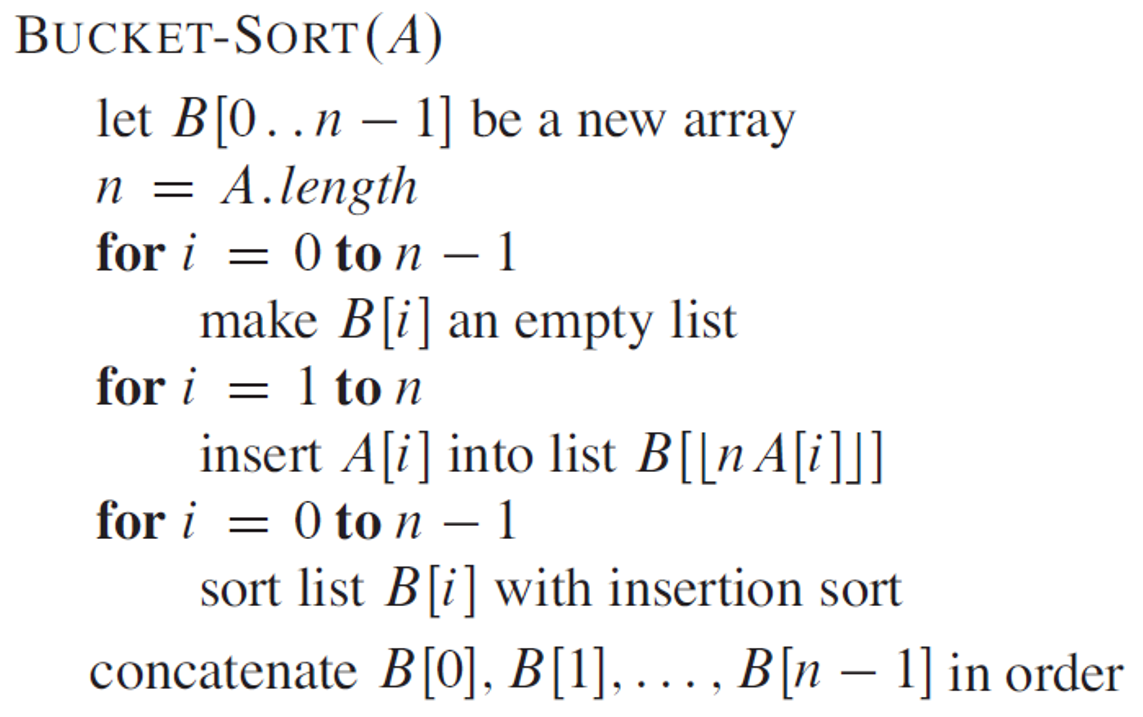 BUCKET-SORT(A)
let B[0 . . n − 1] be a new array
n = A.length
for i = 0 to n − 1
make B[i] an empty list
for i = 1 to n
insert A[i] into list B[⌊n A[i]⌋]
for i = 0 to n − 1
sort list B[i] with insertion sort
concatenate B[0], B[1], . . . , B[n − 1] in order